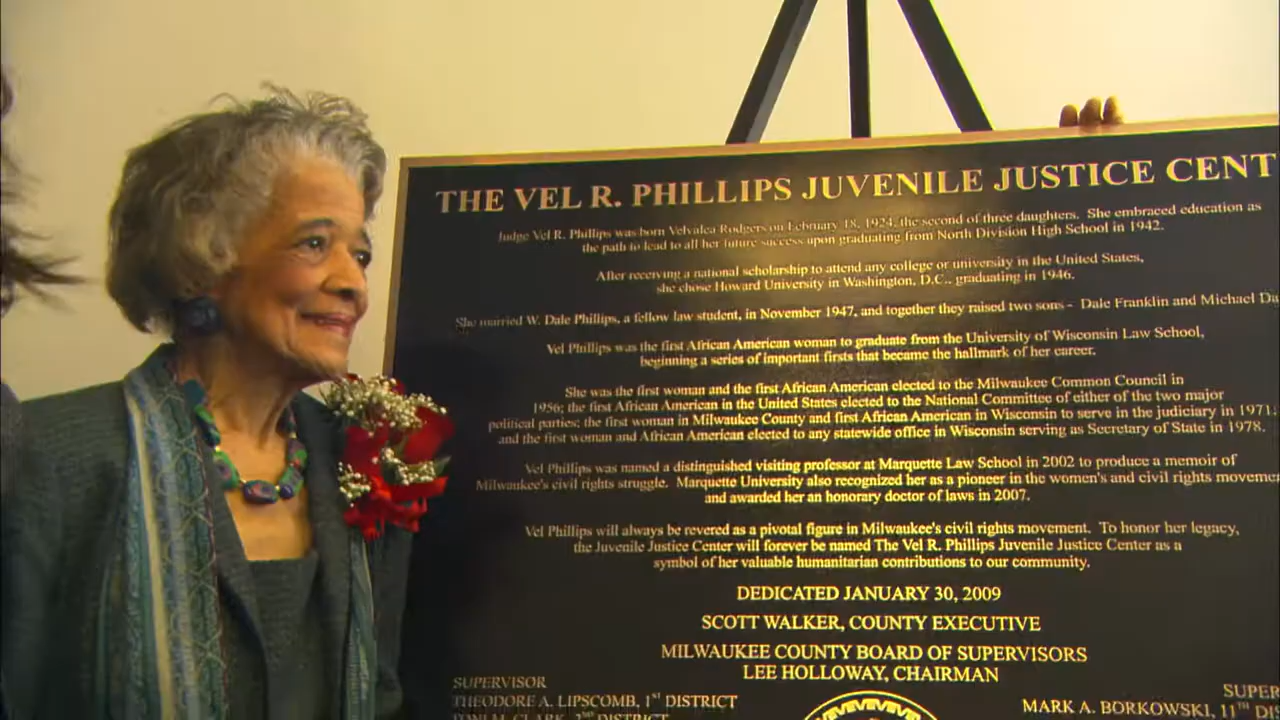 THE VEL R. PHILLIPS JUVENILE JUSTICE CENT
Judge Vel R. Phillips was born Velvalea Rodgers on February 18, 1924, the second of three daughters. She embraced education as
the path to lead to all her future success upon graduating from North Division High School in 1942.
After receiving a national scholarship to attend any college or university in the United States,
she chose Howard University in Washington, D.C., graduating in 1946.
She married W. Dale Phillips, a fellow law student, in November 1947, and together they raised two sons - Dale Franklin and Michael Da
Vel Phillips was the first African American woman to graduate from the University of Wisconsin Law School,
beginning a series of important firsts that became the hallmark of her career.
She was the first woman and the first African American elected to the Milwaukee Common Council in
1956; the first African American in the United States elected to the National Committee of either of the two major
political parties; the first woman in Milwaukee County and first African American in Wisconsin to serve in the judiciary in 1971;
and the first woman and African American elected to any statewide office in Wisconsin serving as Secretary of State in 1978.
Vel Phillips was named a distinguished visiting professor at Marquette Law School in 2002 to produce a memoir of
Milwaukee's civil rights struggle. Marquette University also recognized her as a pioneer in the women's and civil rights movemen
and awarded her an honorary doctor of laws in 2007.
Vel Phillips will always be revered as a pivotal figure in Milwaukee's civil rights movement. To honor her legacy,
the Juvenile Justice Center will forever be named The Vel R. Phillips Juvenile Justice Center as a
symbol of her valuable humanitarian contributions to our community.
DEDICATED JANUARY 30, 2009
SCOTT WALKER, COUNTY EXECUTIVE
MILWAUKEE COUNTY BOARD OF SUPERVISORS
LEE HOLLOWAY, CHAIRMAN
SUPERVISOR
THEODORE A. LIPSCOMB, 1ST DISTRICT
SUPER
MARK A. BORKOWSKI, 11TH DIS